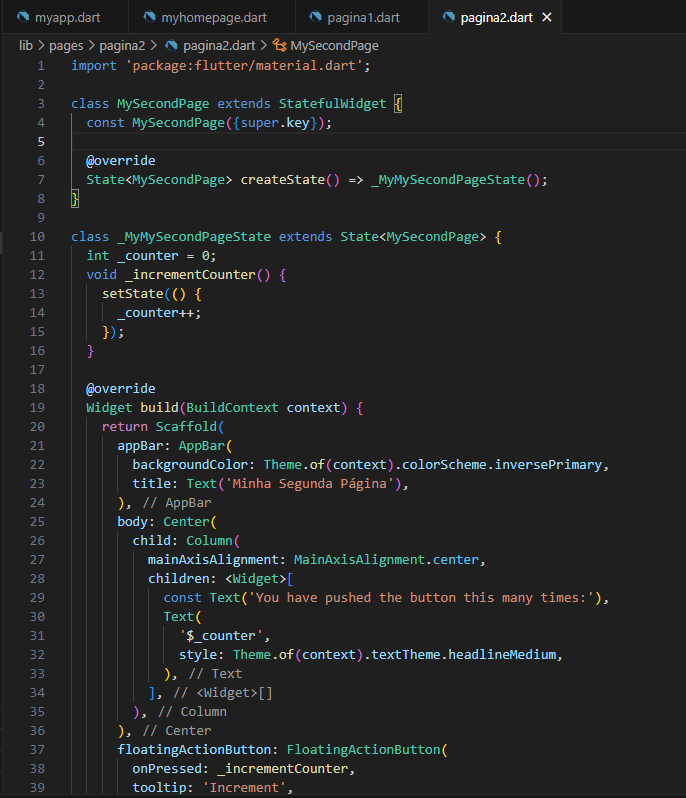 myapp.dart myhomepage.dart pagina1.dart pagina2.dart ×
lib > pages > pagina2 > pagina2.dart > MySecondPage
1 import 'package:flutter/material.dart';
2
3 class MySecondPage extends StatefulWidget {
4   const MySecondPage({super.key});
5
6   @override
7   State<MySecondPage> createState() => _MyMySecondPageState();
8 }
9
10 class _MyMySecondPageState extends State<MySecondPage> {
11   int _counter = 0;
12   void _incrementCounter() {
13     setState(() {
14       _counter++;
15     });
16   }
17
18   @override
19   Widget build(BuildContext context) {
20     return Scaffold(
21       appBar: AppBar(
22         backgroundColor: Theme.of(context).colorScheme.inversePrimary,
23         title: Text('Minha Segunda Página'),
24       ), // AppBar
25       body: Center(
26         child: Column(
27           mainAxisAlignment: MainAxisAlignment.center,
28           children: <Widget>[
29             const Text('You have pushed the button this many times:'),
30             Text(
31               '$_counter',
32               style: Theme.of(context).textTheme.headlineMedium,
33             ), // Text
34           ], // <Widget>[]
35         ), // Column
36       ), // Center
37       floatingActionButton: FloatingActionButton(
38         onPressed: _incrementCounter,
39         tooltip: 'Increment',